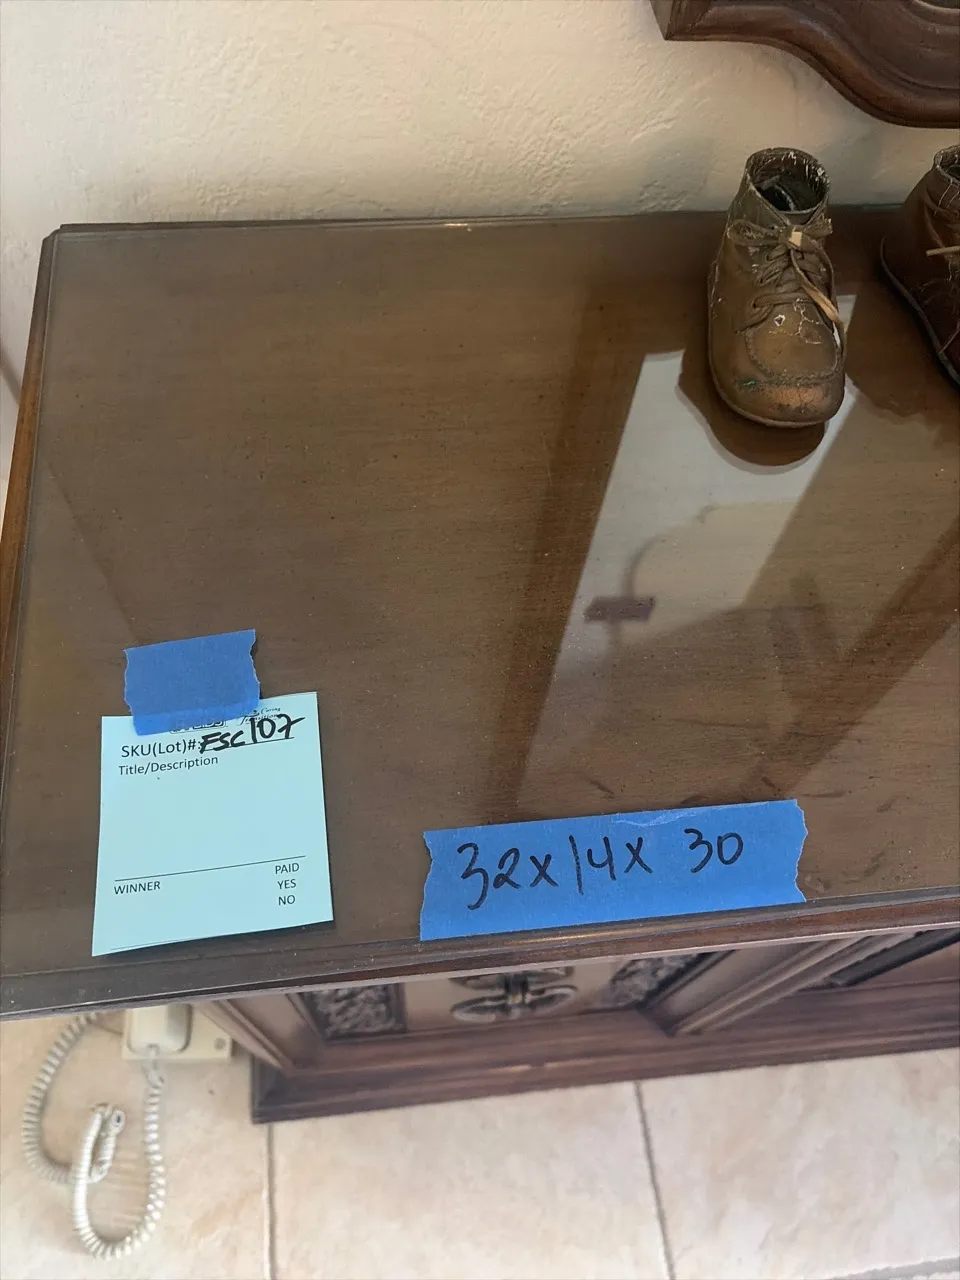 SKU(Lot)#: ESC107
Title/Description
WINNER
PAID
YES
NO
32x14x 30